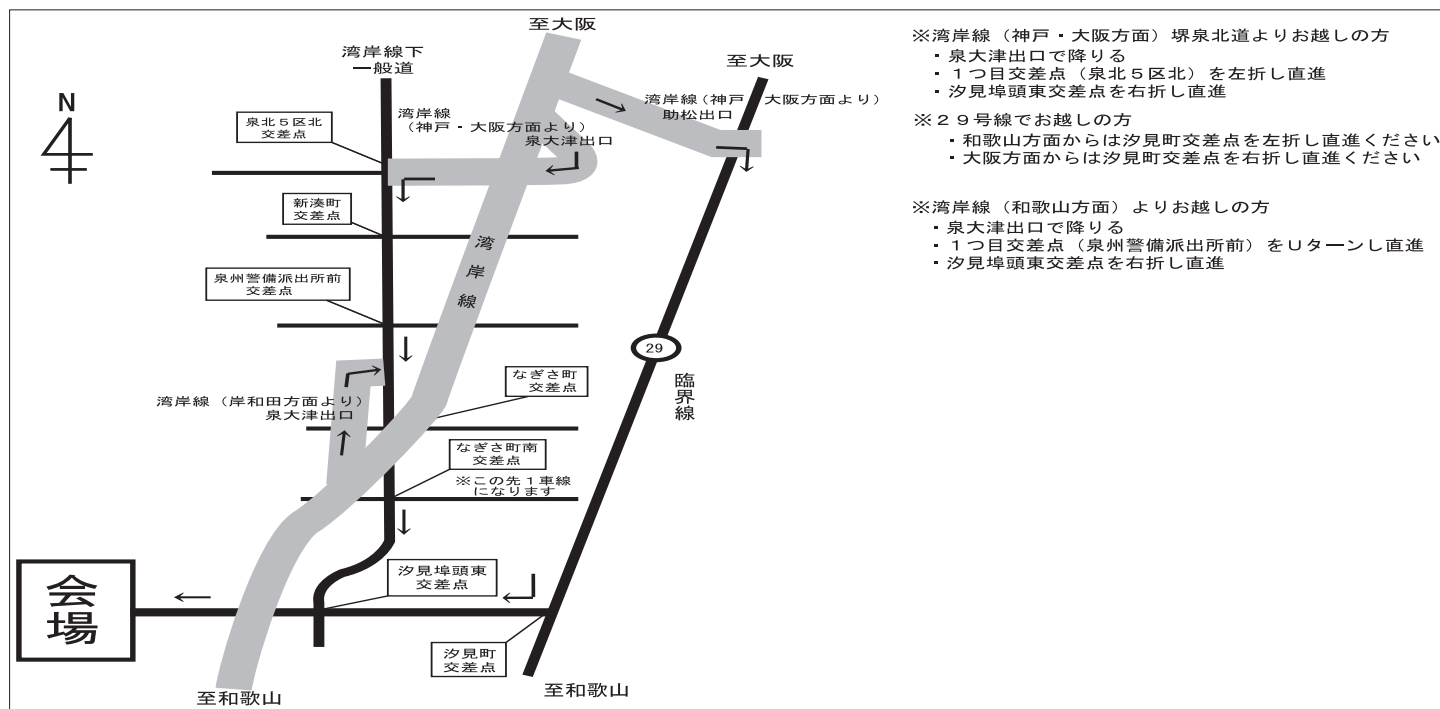 至大阪
湾岸線下
一般道
至大阪
N
泉北５区北
交差点
湾岸線
（神戸・大阪方面より）
泉大津出口
湾岸線（神戸・大阪方面より）
助松出口
新湊町
交差点
湾岸線
泉州警備派出所前
交差点
29
臨界線
なぎさ町
交差点
湾岸線（岸和田方面より）
泉大津出口
なぎさ町南
交差点
※この先１車線
になります
会場
汐見埠頭東
交差点
汐見町
交差点
至和歌山
至和歌山
※湾岸線（神戸・大阪方面）堺泉北道よりお越しの方
・泉大津出口で降りる
・１つ目交差点（泉北５区北）を左折し直進
・汐見埠頭東交差点を右折し直進
※２９号線でお越しの方
・和歌山方面からは汐見町交差点を左折し直進ください
・大阪方面からは汐見町交差点を右折し直進ください
※湾岸線（和歌山方面）よりお越しの方
・泉大津出口で降りる
・１つ目交差点（泉州警備派出所前）をＵターンし直進
・汐見埠頭東交差点を右折し直進